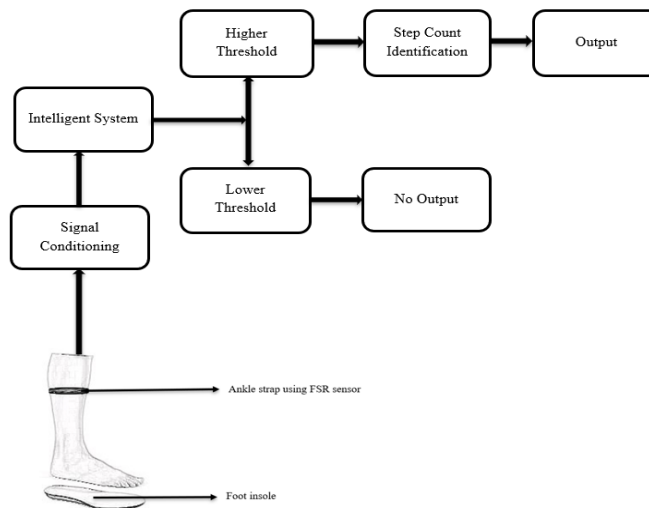 Higher
Threshold
Step Count
Identification
Output
Intelligent System
Lower
Threshold
No Output
Signal
Conditioning
Ankle strap using FSR sensor
Foot insole